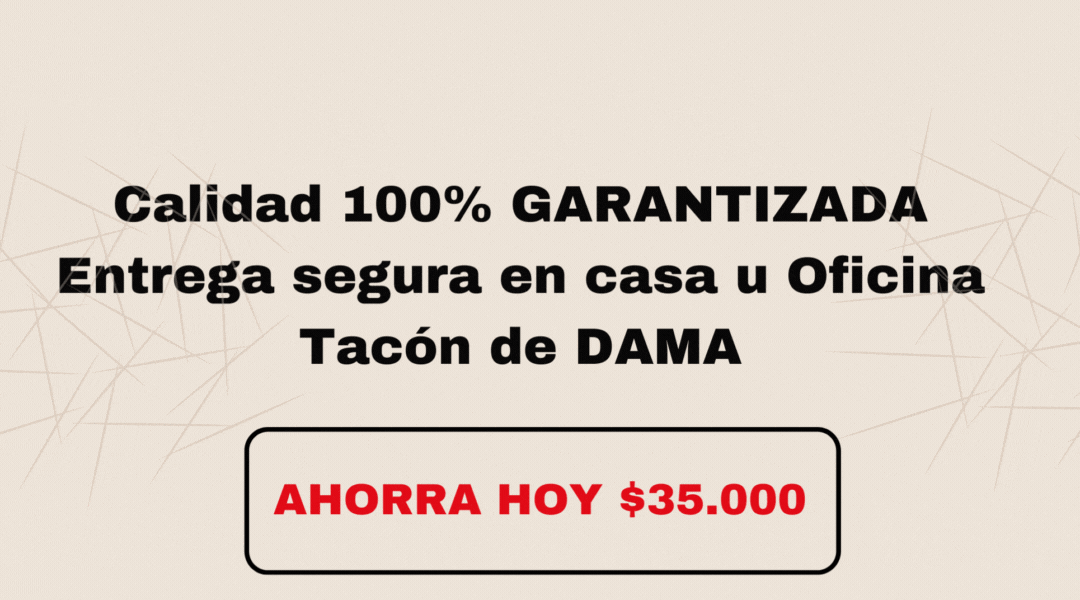 Calidad 100% GARANTIZADA
Entrega segura en casa u Oficina
Tacón de DAMA
AHORRA HOY $35.000